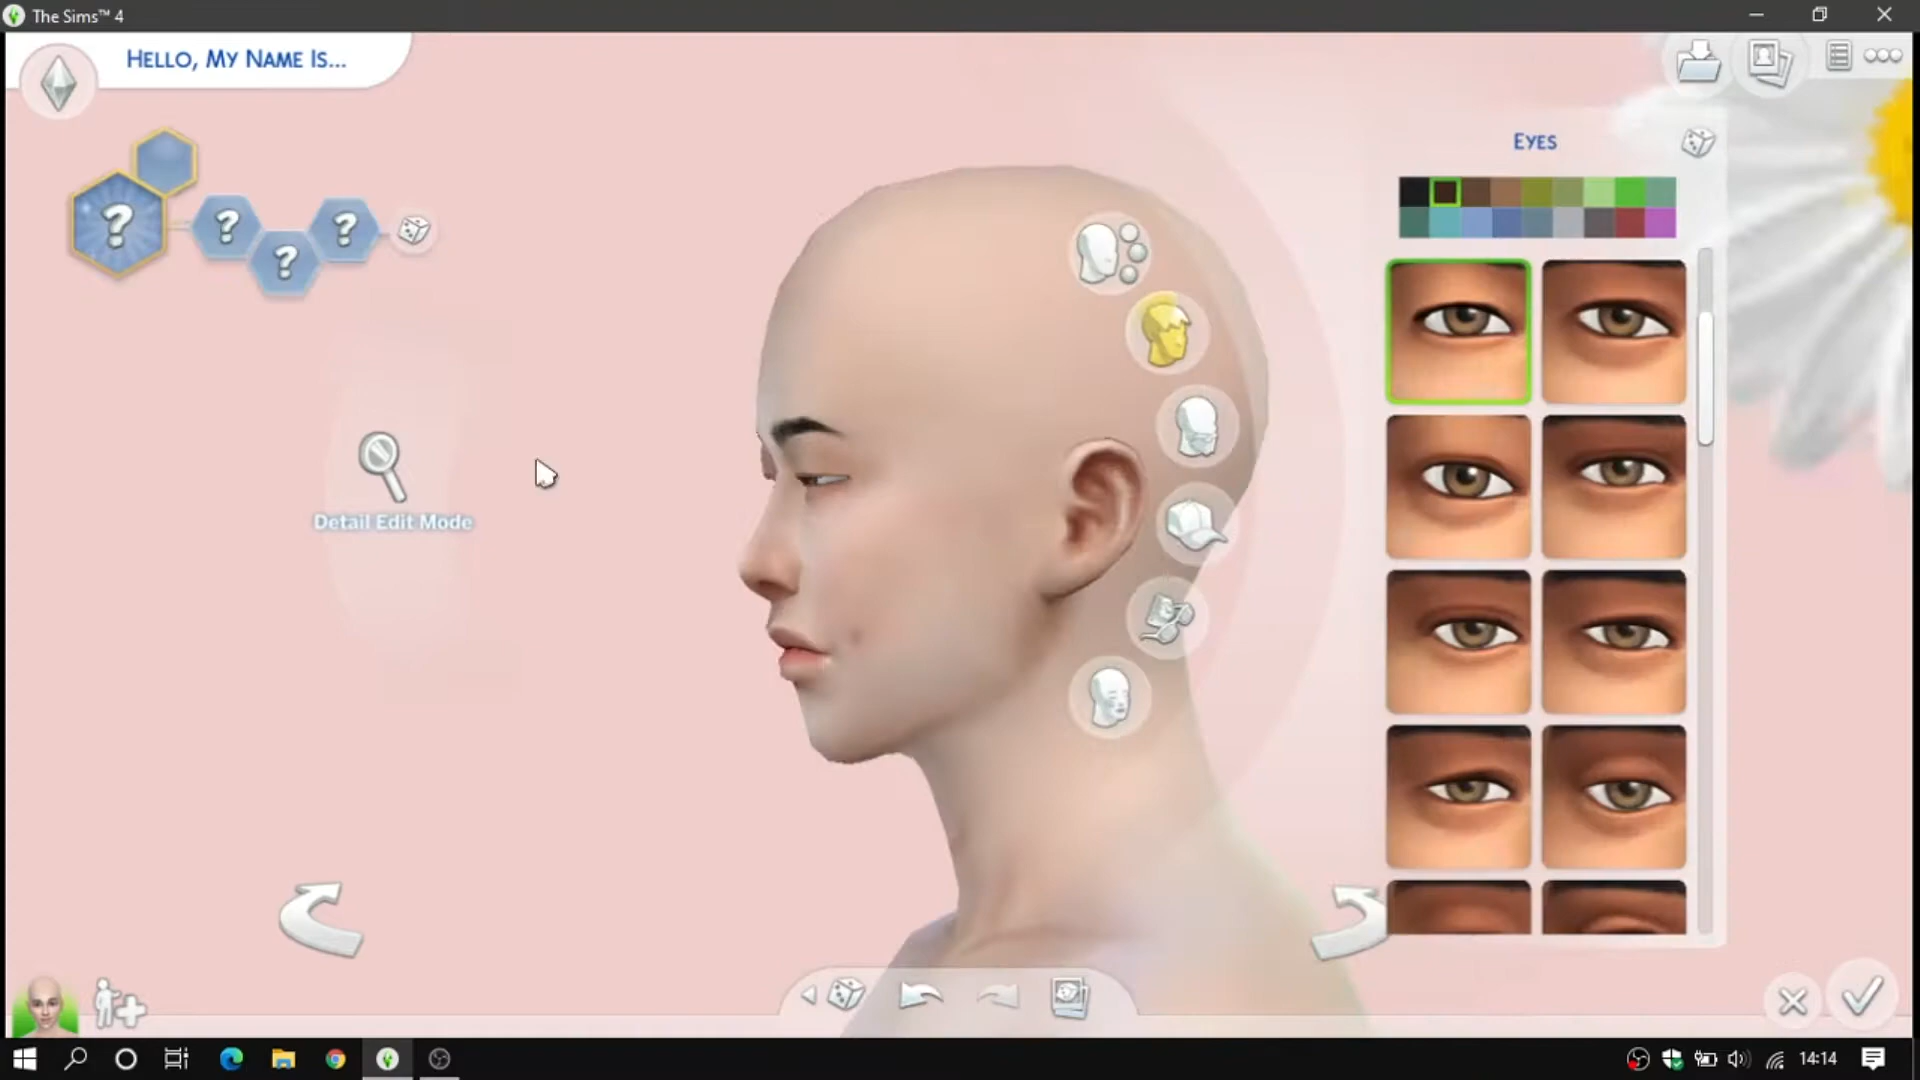 The Sims™ 4
HELLO, MY NAME IS...
EYES
?
?
?
?
Detail Edit Mode
14:14